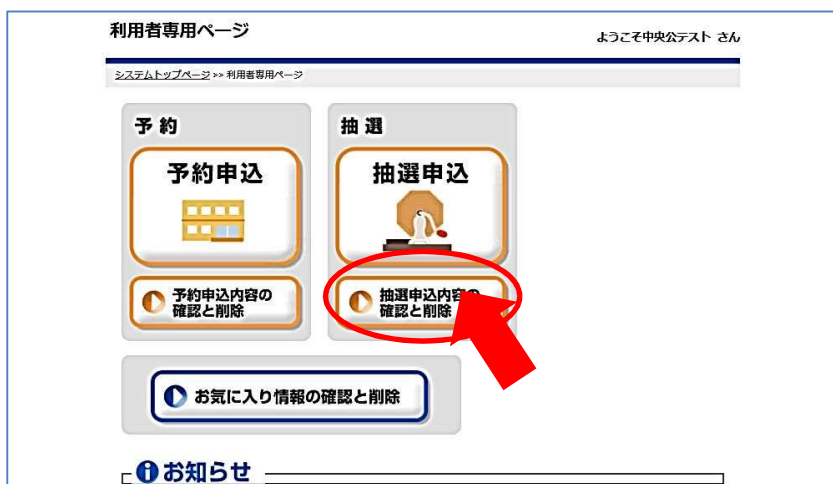 利用者専用ページ
ようこそ中央公テスト さん
システムトップページ >> 利用者専用ページ
予約
抽選
予約申込
抽選申込
予約申込内容の
確認と削除
抽選申込内容の
確認と削除
お気に入り情報の確認と削除
お知らせ